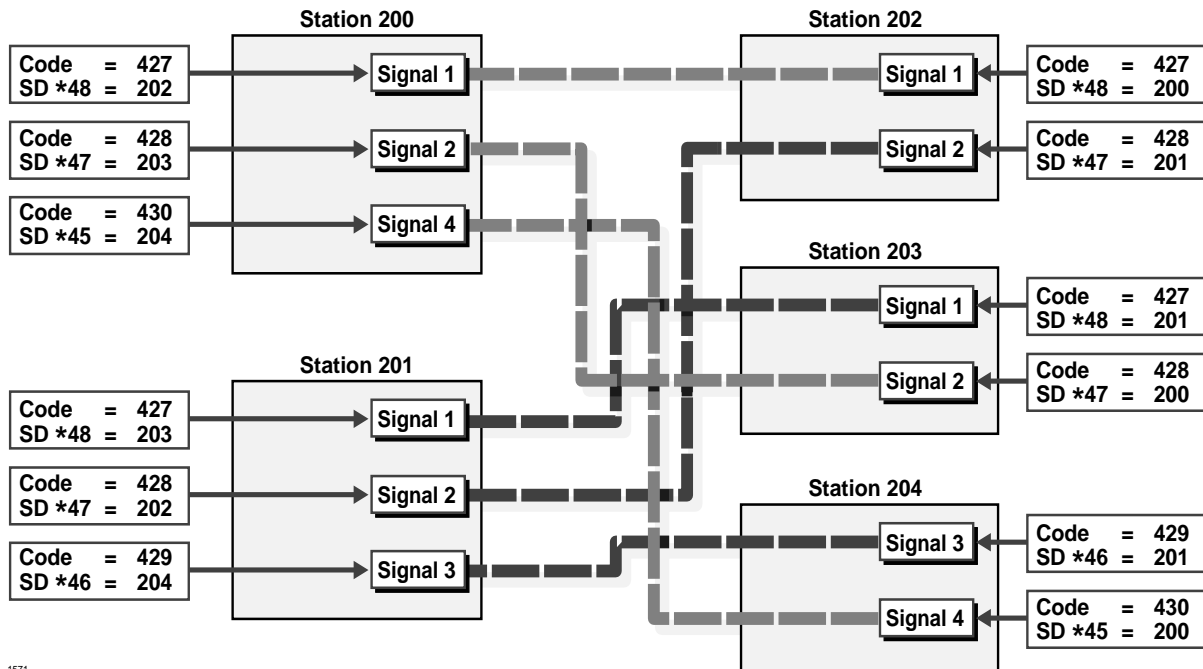 Station 200
Code = 427
SD *48 = 202
Signal 1
Code = 428
SD *47 = 203
Signal 2
Code = 430
SD *45 = 204
Signal 4
Station 201
Code = 427
SD *48 = 203
Signal 1
Code = 428
SD *47 = 202
Signal 2
Code = 429
SD *46 = 204
Signal 3
Station 202
Signal 1
Code = 427
SD *48 = 200
Signal 2
Code = 428
SD *47 = 201
Station 203
Signal 1
Code = 427
SD *48 = 201
Signal 2
Code = 428
SD *47 = 200
Station 204
Signal 3
Code = 429
SD *46 = 201
Signal 4
Code = 430
SD *45 = 200
1571